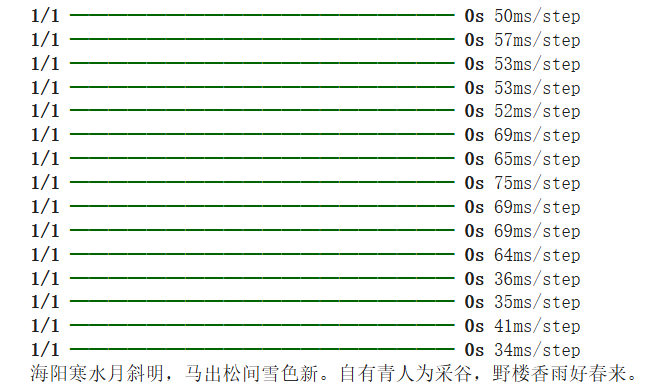 1/1 ━━━━━━━━━━━━━━━━━━━━ 0s 50ms/step
1/1 ━━━━━━━━━━━━━━━━━━━━ 0s 57ms/step
1/1 ━━━━━━━━━━━━━━━━━━━━ 0s 53ms/step
1/1 ━━━━━━━━━━━━━━━━━━━━ 0s 53ms/step
1/1 ━━━━━━━━━━━━━━━━━━━━ 0s 52ms/step
1/1 ━━━━━━━━━━━━━━━━━━━━ 0s 69ms/step
1/1 ━━━━━━━━━━━━━━━━━━━━ 0s 65ms/step
1/1 ━━━━━━━━━━━━━━━━━━━━ 0s 75ms/step
1/1 ━━━━━━━━━━━━━━━━━━━━ 0s 69ms/step
1/1 ━━━━━━━━━━━━━━━━━━━━ 0s 69ms/step
1/1 ━━━━━━━━━━━━━━━━━━━━ 0s 64ms/step
1/1 ━━━━━━━━━━━━━━━━━━━━ 0s 36ms/step
1/1 ━━━━━━━━━━━━━━━━━━━━ 0s 35ms/step
1/1 ━━━━━━━━━━━━━━━━━━━━ 0s 41ms/step
1/1 ━━━━━━━━━━━━━━━━━━━━ 0s 34ms/step
海阳寒水月斜明，马出松问雪色新。自有青人为采谷，野楼香雨好春来。